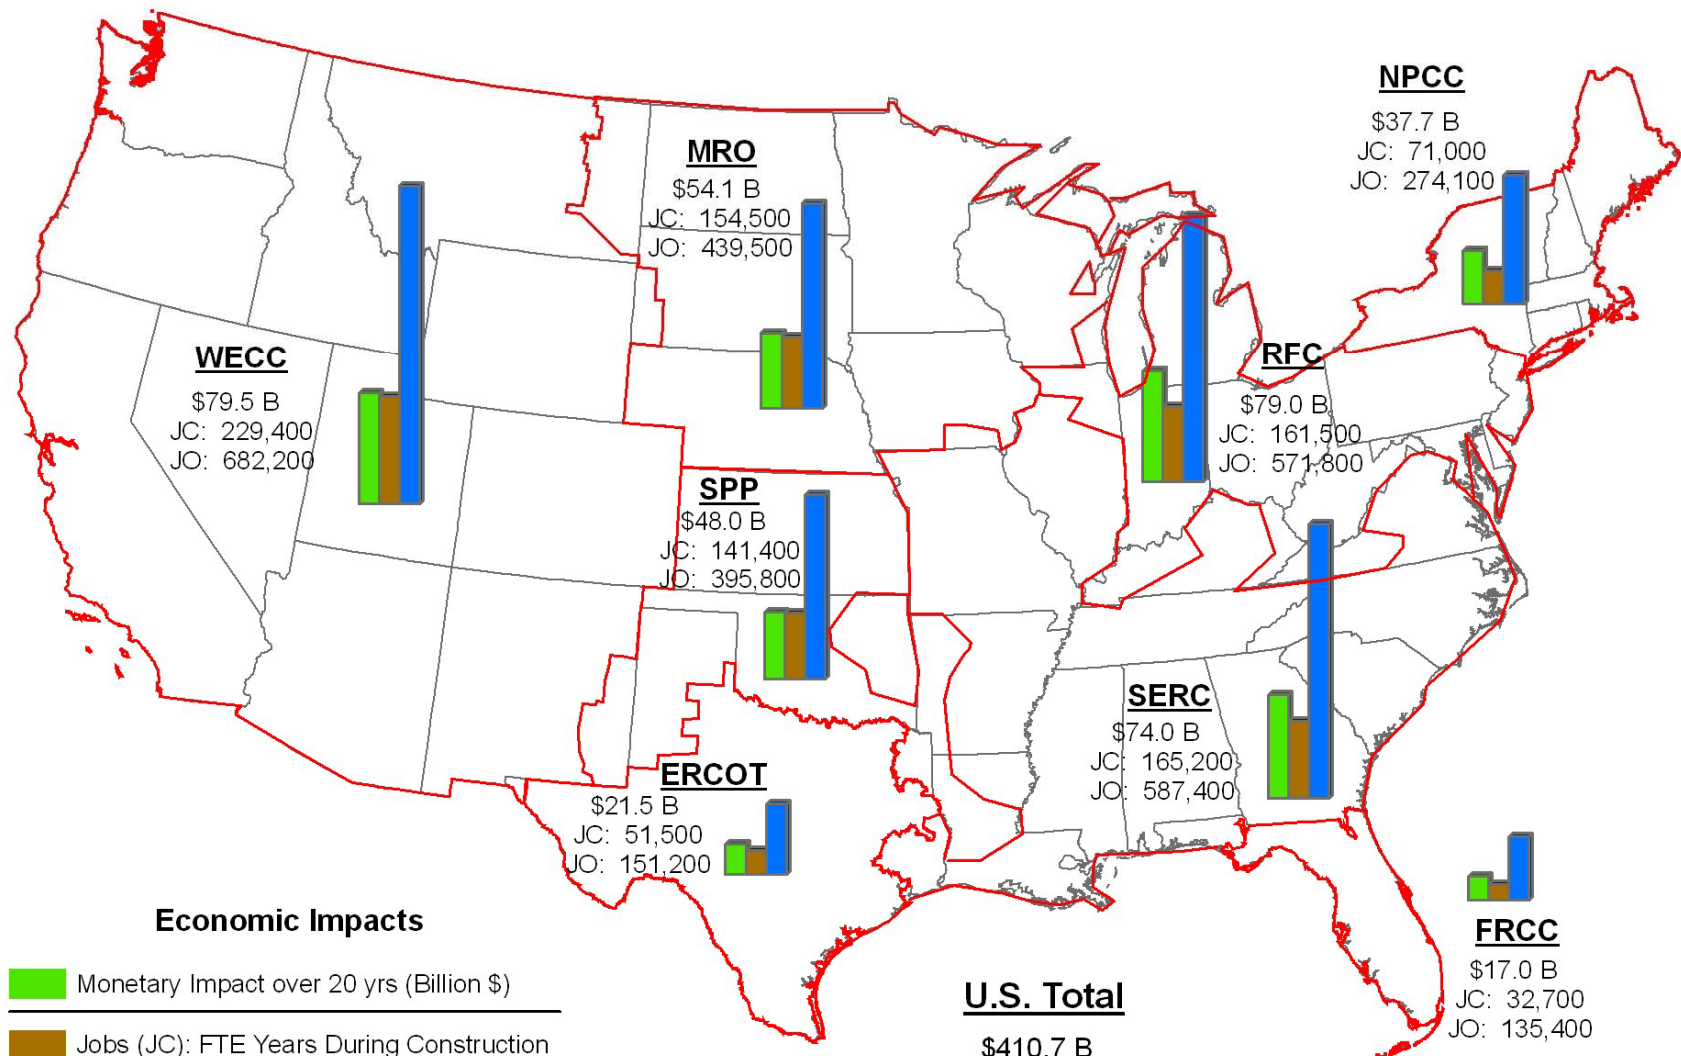 NPCC
$37.7 B
JC: 71,000
JO: 274,100
MRO
$54.1 B
JC: 154,500
JO: 439,500
WECC
$79.5 B
JC: 229,400
JO: 682,200
RFC
$79.0 B
JC: 161,500
JO: 571,800
SPP
$48.0 B
JC: 141,400
JO: 395,800
SERC
$74.0 B
JC: 165,200
JO: 587,400
ERCOT
$21.5 B
JC: 51,500
JO: 151,200
FRCC
$17.0 B
JC: 32,700
JO: 135,400
Economic Impacts
Monetary Impact over 20 yrs (Billion $)
Jobs (JC): FTE Years During Construction
U.S. Total
$410.7 B